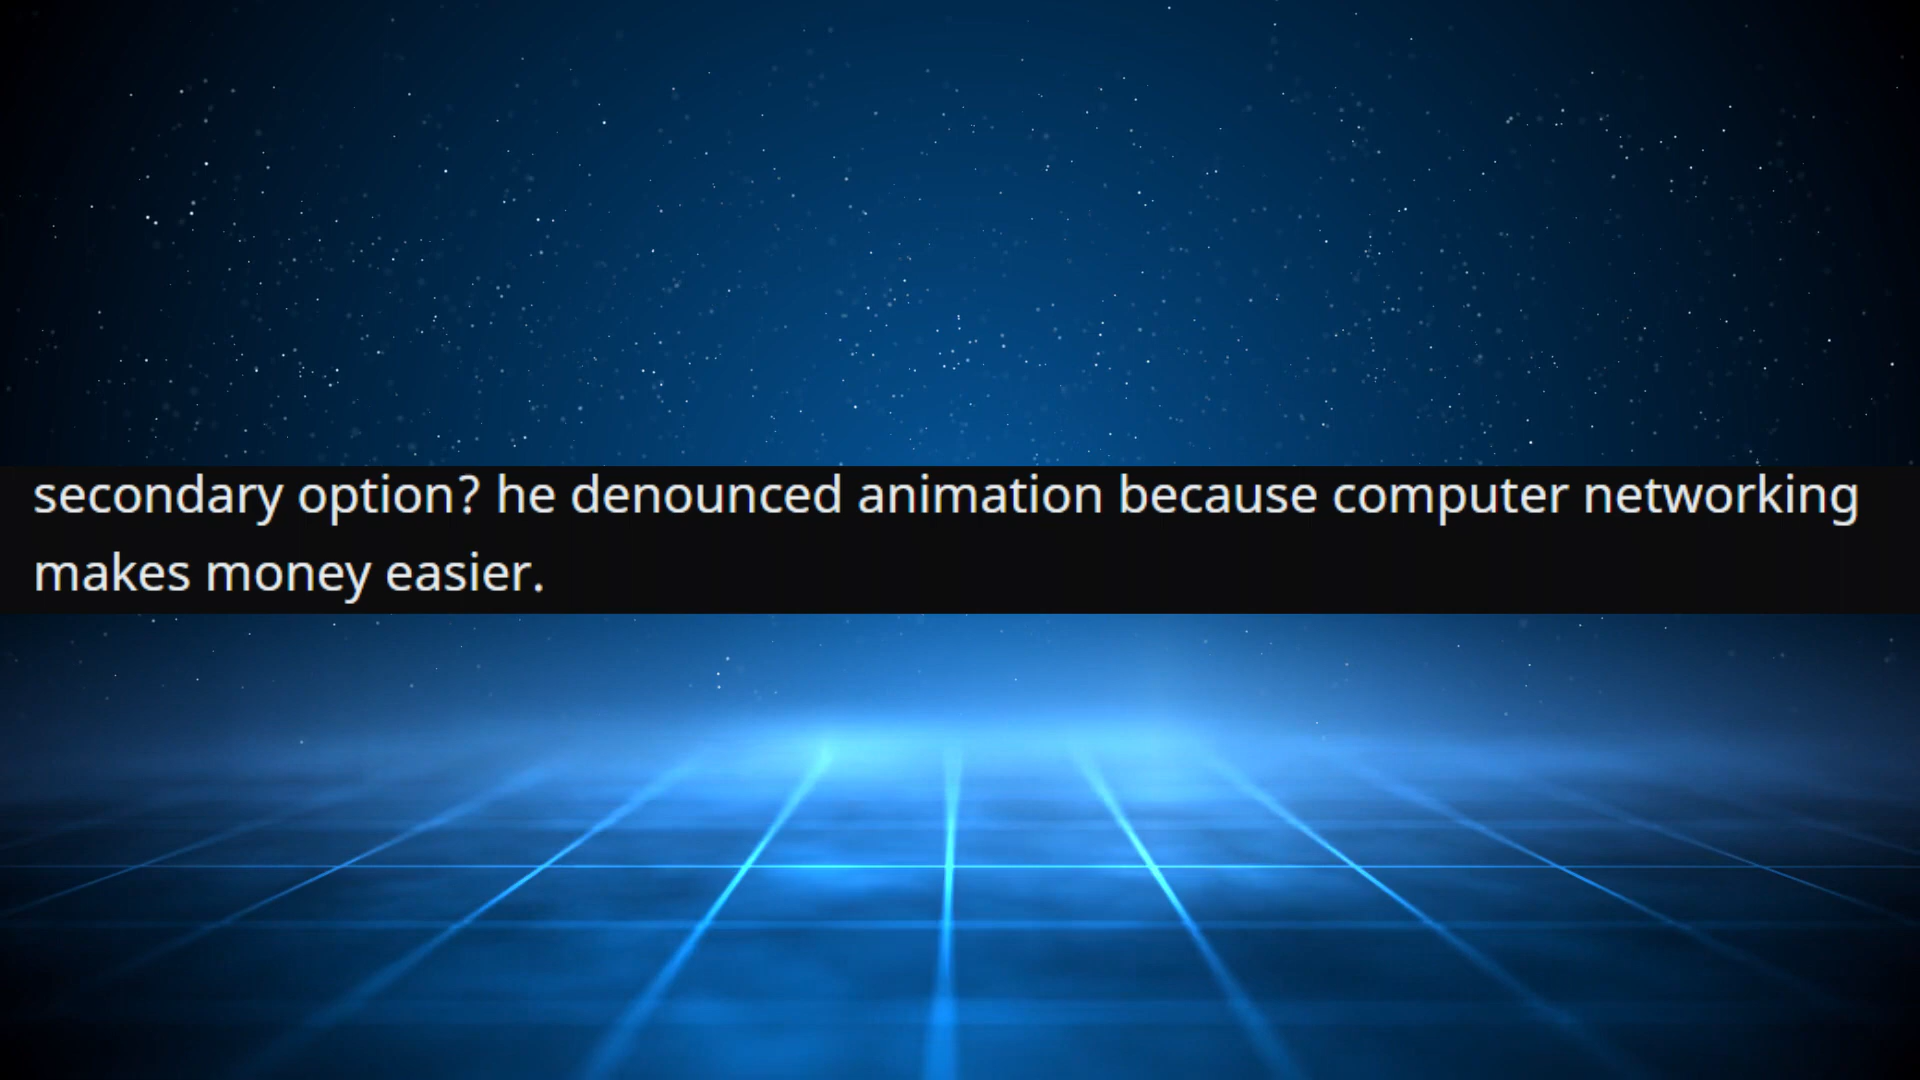 secondary option? he denounced animation because computer networking
makes money easier.